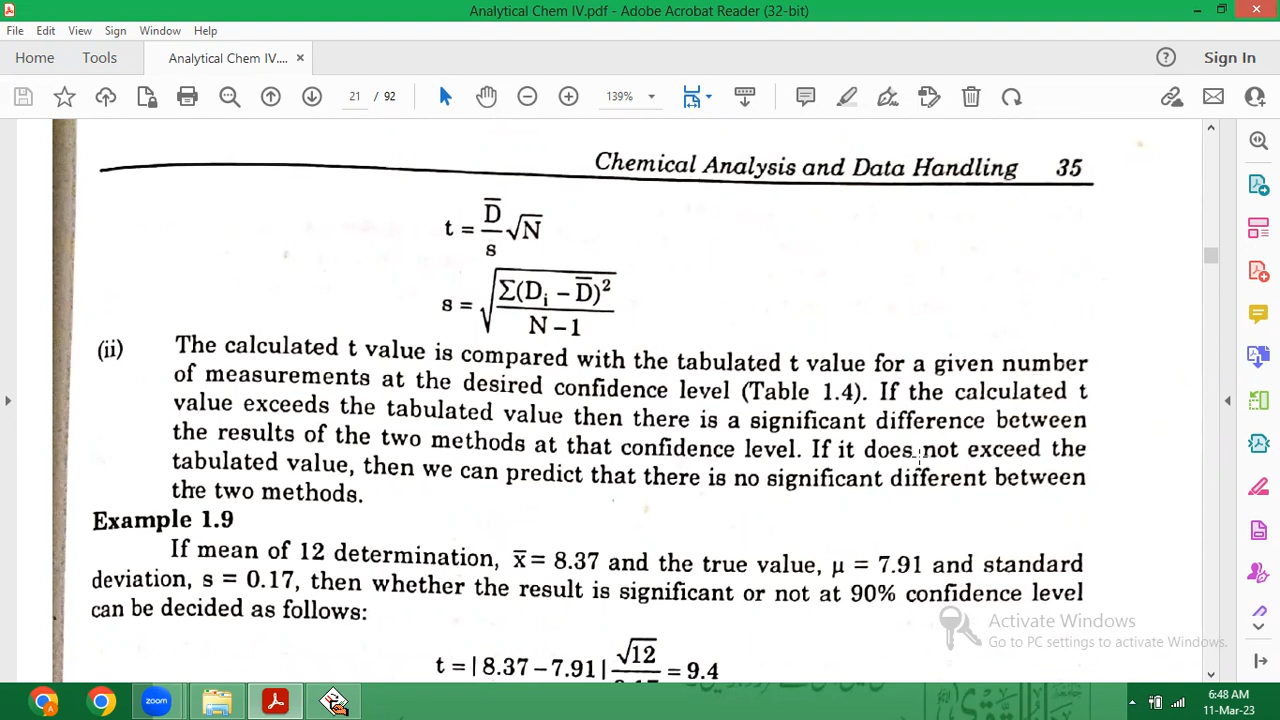 Analytical Chem IV.pdf - Adobe Acrobat Reader (32-bit)
File Edit View Sign Window Help
Home Tools Analytical Chem IV.... × Sign In
21 / 92 139%
Chemical Analysis and Data Handling 35
t = D̅/s √N
s = √(Σ(Dᵢ – D̅)²/(N – 1))
(ii) The calculated t value is compared with the tabulated t value for a given number
of measurements at the desired confidence level (Table 1.4). If the calculated t
value exceeds the tabulated value then there is a significant difference between
the results of the two methods at that confidence level. If it does not exceed the
tabulated value, then we can predict that there is no significant different between
the two methods.
Example 1.9
If mean of 12 determination, x̅ = 8.37 and the true value, μ = 7.91 and standard
deviation, s = 0.17, then whether the result is significant or not at 90% confidence level
can be decided as follows:
t = | 8.37 – 7.91 | √12 = 9.4
Activate Windows
Go to PC settings to activate Windows.
zoom
6:48 AM
11-Mar-23